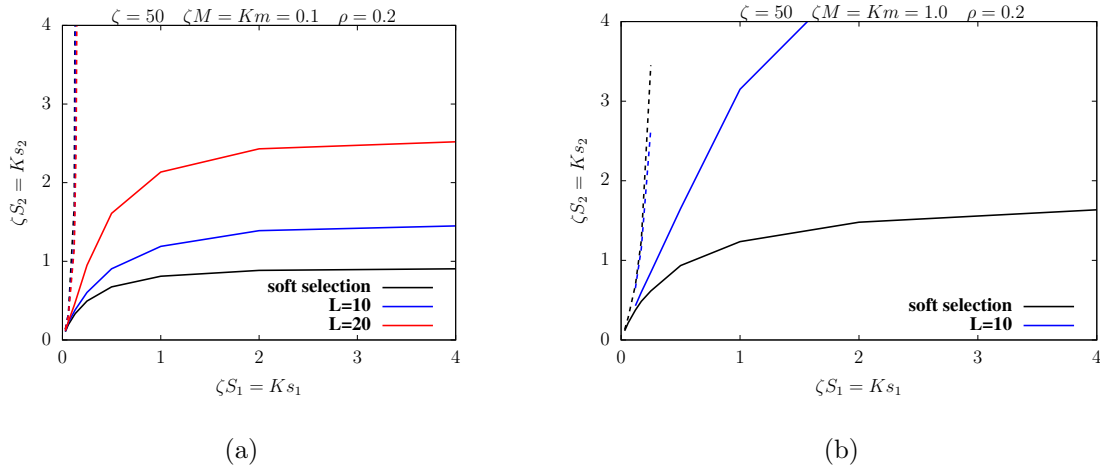 ζ = 50 ζM = Km = 0.1 ρ = 0.2
4
3
2
1
0
ζS₂ = Ks₂
soft selection
L=10
L=20
0 1 2 3 4
ζS₁ = Ks₁
(a)
ζ = 50 ζM = Km = 1.0 ρ = 0.2
4
3
2
1
0
ζS₂ = Ks₂
soft selection
L=10
0 1 2 3 4
ζS₁ = Ks₁
(b)